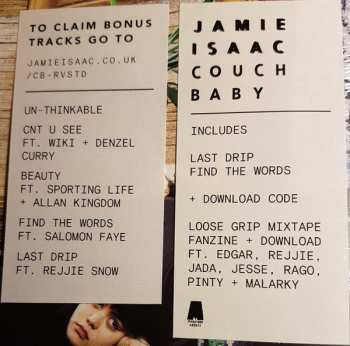 TO CLAIM BONUS
TRACKS GO TO
JAMIEISAAC.CO.UK
/CB-RVSTD
UN-THINKABLE
CNT U SEE
FT. WIKI + DENZEL
CURRY
BEAUTY
FT. SPORTING LIFE
+ ALLAN KINGDOM
FIND THE WORDS
FT. SALOMON FAYE
LAST DRIP
FT. REJJIE SNOW
JAMIE
ISAAC
COUCH
BABY
INCLUDES
LAST DRIP
FIND THE WORDS
+ DOWNLOAD CODE
LOOSE GRIP MIXTAPE
FANZINE + DOWNLOAD
FT. EDGAR, REJJIE,
JADA, JESSE, RAGO,
PINTY + MALARKY